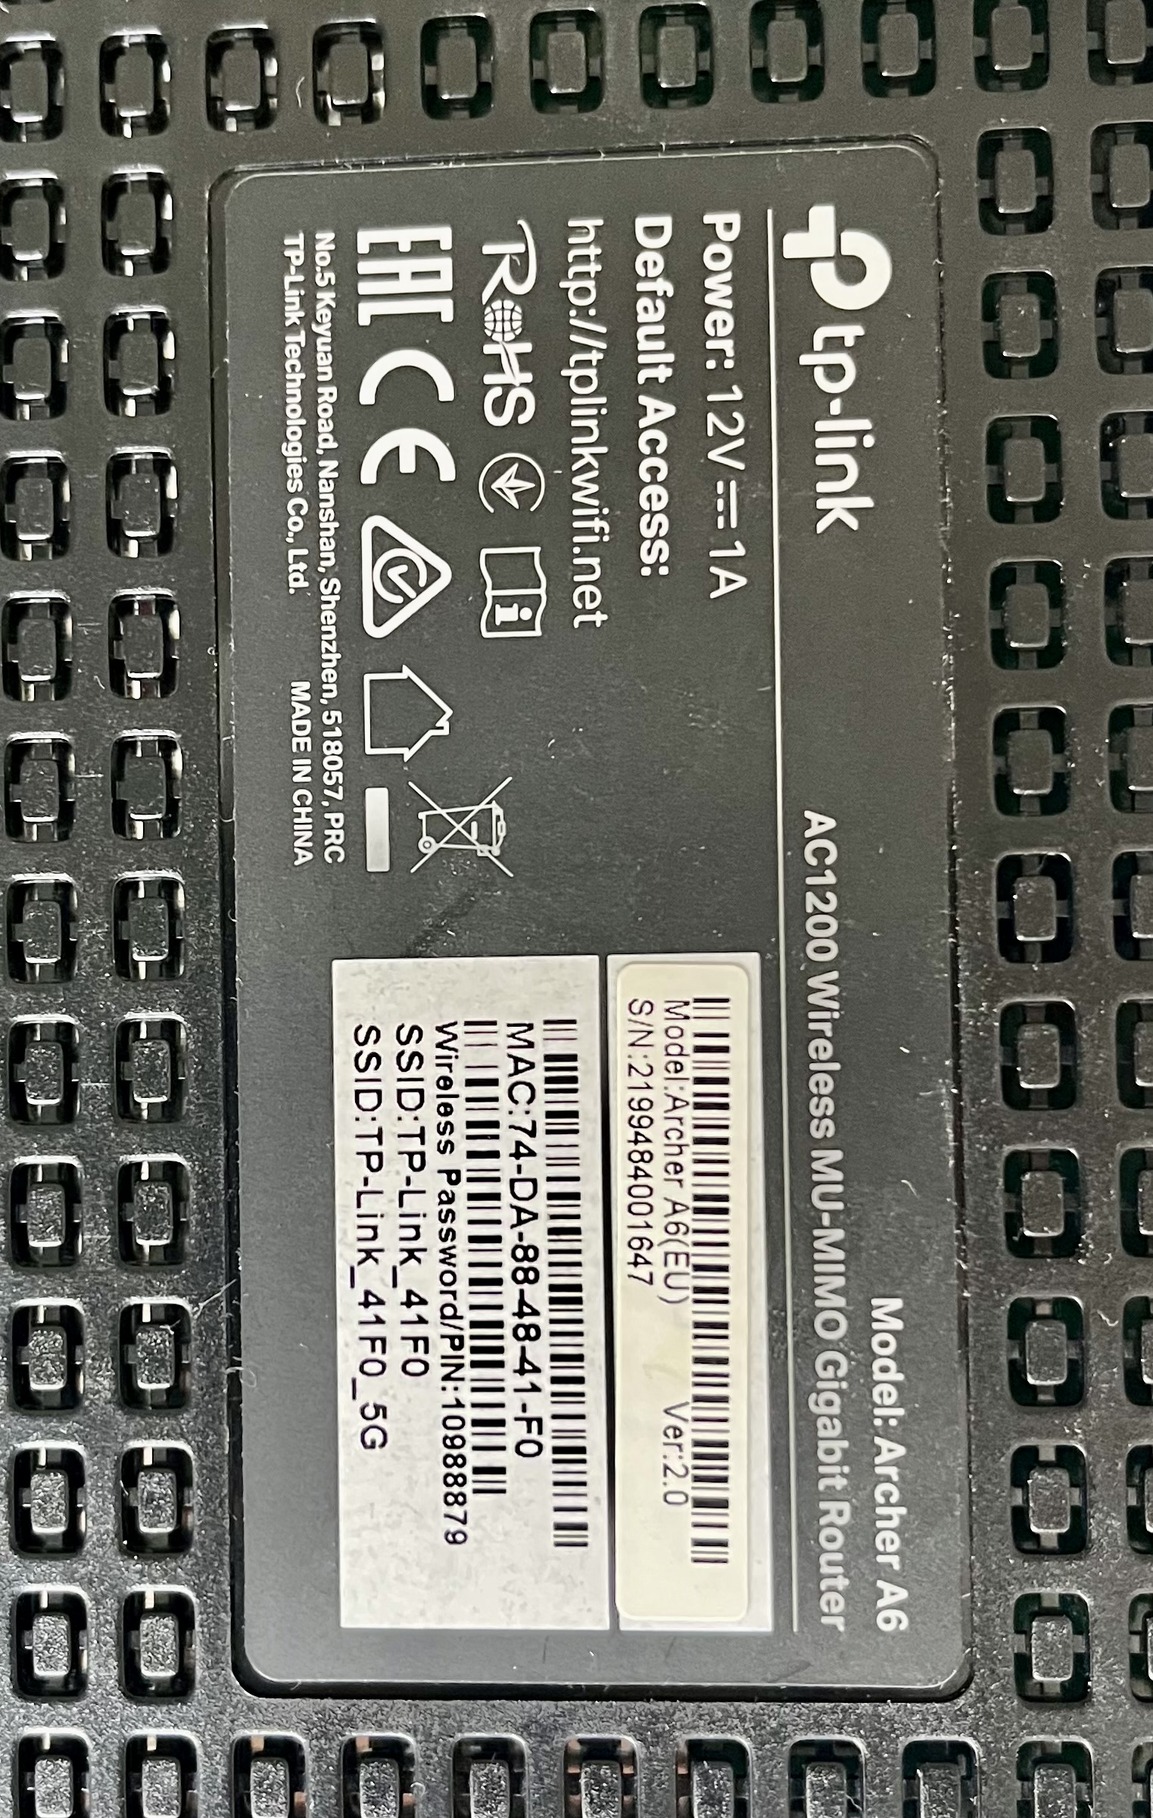 tp-link
Model: Archer A6
AC1200 Wireless MU-MIMO Gigabit Router
Power: 12V⎓1A
Default Access:
http://tplinkwifi.net
RoHS
EAC CE
No.5 Keyuan Road, Nanshan, Shenzhen, 518057, PRC
TP-Link Technologies Co., Ltd. MADE IN CHINA
Model:Archer A6(EU) Ver:2.0
S/N:2199484001647
MAC:74-DA-88-48-41-F0
Wireless Password/PIN:10988879
SSID:TP-Link_41F0
SSID:TP-Link_41F0_5G